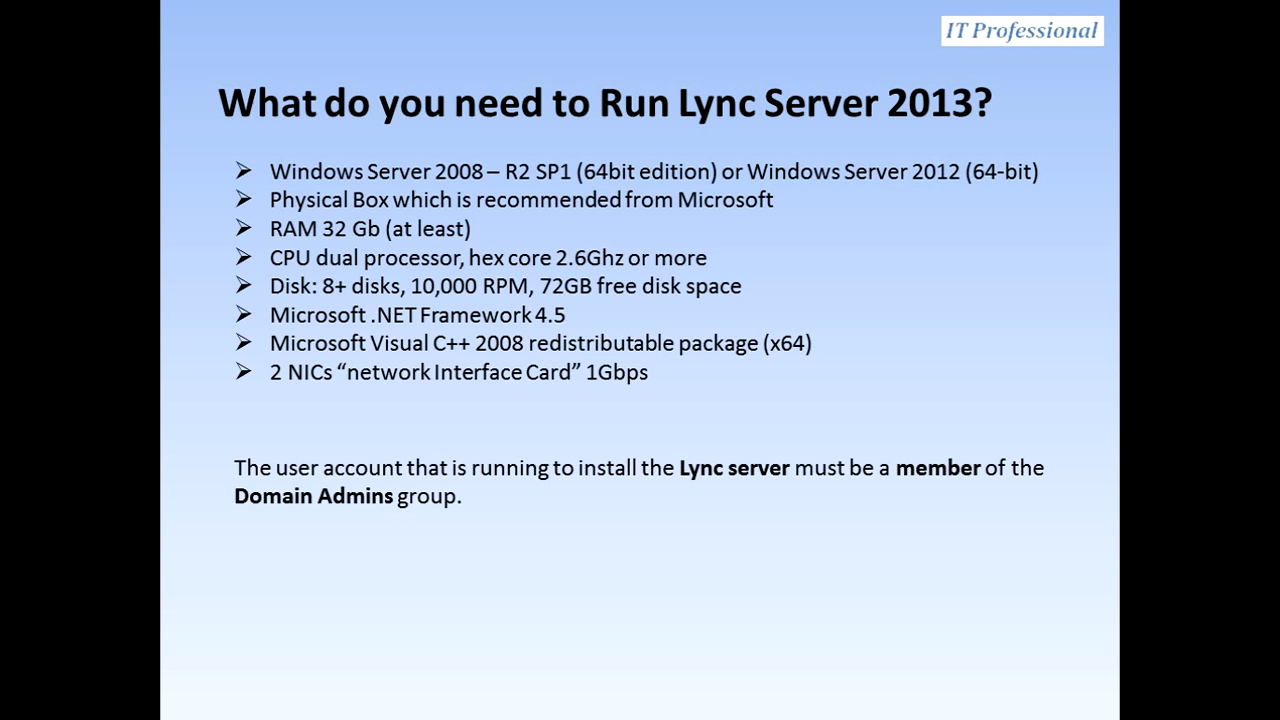 IT Professional
What do you need to Run Lync Server 2013?
➢ Windows Server 2008 – R2 SP1 (64bit edition) or Windows Server 2012 (64-bit)
➢ Physical Box which is recommended from Microsoft
➢ RAM 32 Gb (at least)
➢ CPU dual processor, hex core 2.6Ghz or more
➢ Disk: 8+ disks, 10,000 RPM, 72GB free disk space
➢ Microsoft .NET Framework 4.5
➢ Microsoft Visual C++ 2008 redistributable package (x64)
➢ 2 NICs “network Interface Card” 1Gbps
The user account that is running to install the Lync server must be a member of the
Domain Admins group.